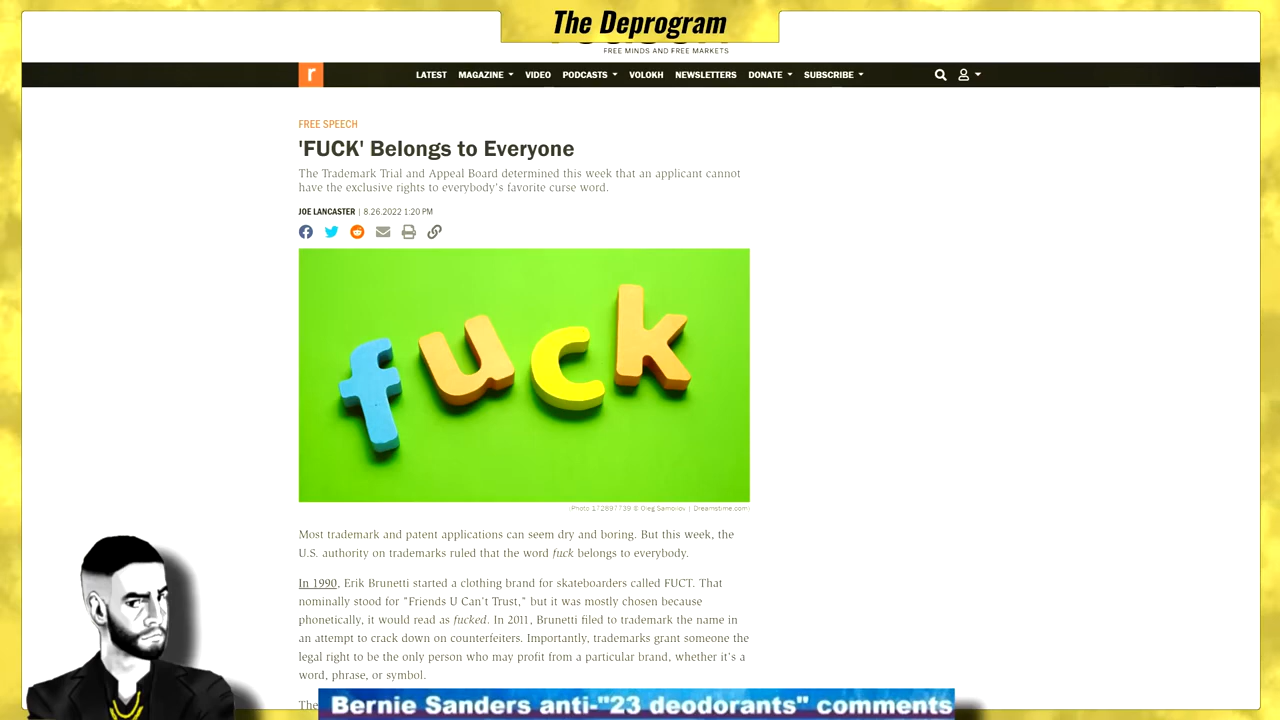 The Deprogram
FREE MINDS AND FREE MARKETS
r
LATEST MAGAZINE VIDEO PODCASTS VOLOKH NEWSLETTERS DONATE SUBSCRIBE
FREE SPEECH
'FUCK' Belongs to Everyone
The Trademark Trial and Appeal Board determined this week that an applicant cannot
have the exclusive rights to everybody's favorite curse word.
JOE LANCASTER | 8.26.2022 1:20 PM
fuck
(Photo 172897739 © Oleg Samoilov | Dreamstime.com)
Most trademark and patent applications can seem dry and boring. But this week, the
U.S. authority on trademarks ruled that the word fuck belongs to everybody.
In 1990, Erik Brunetti started a clothing brand for skateboarders called FUCT. That
nominally stood for "Friends U Can't Trust," but it was mostly chosen because
phonetically, it would read as fucked. In 2011, Brunetti filed to trademark the name in
an attempt to crack down on counterfeiters. Importantly, trademarks grant someone the
legal right to be the only person who may profit from a particular brand, whether it's a
word, phrase, or symbol.
The
Bernie Sanders anti-"23 deodorants" comments